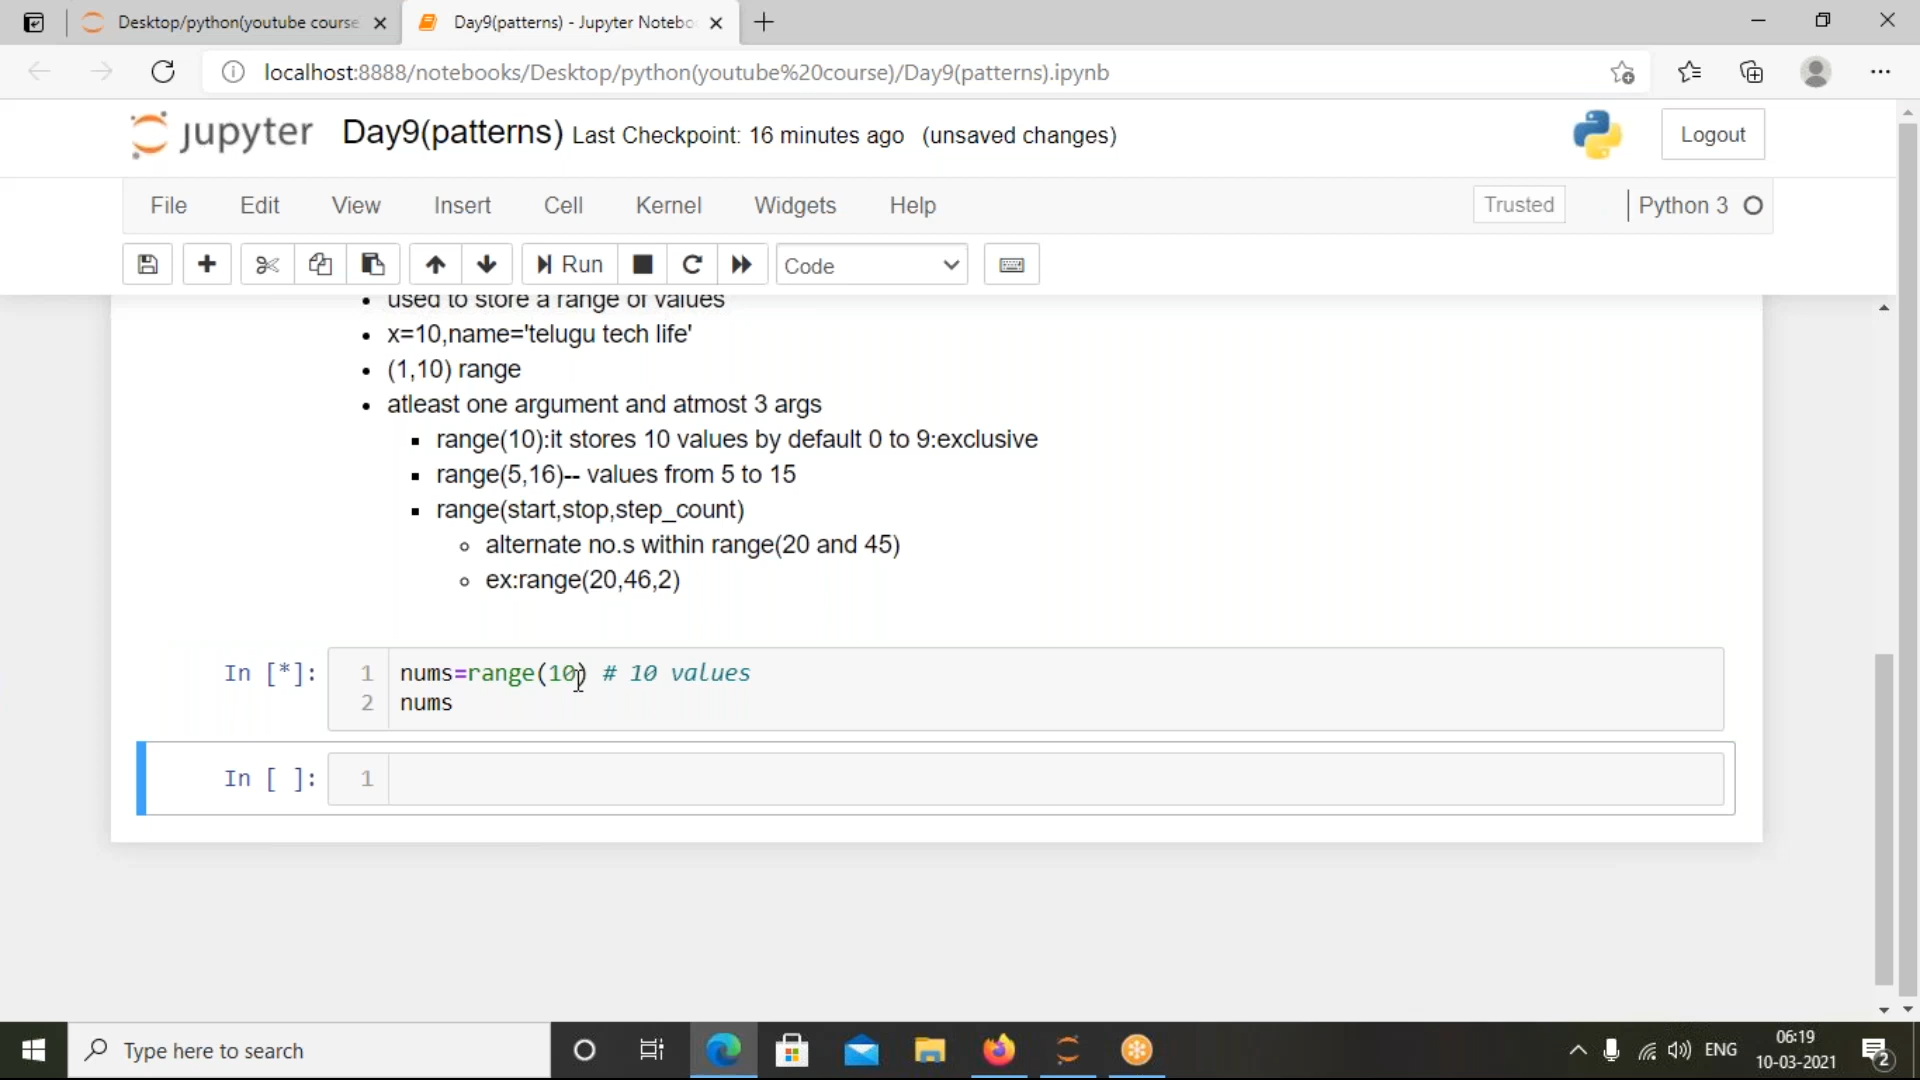 Desktop/python(youtube course
Day9(patterns) - Jupyter Notebo
localhost:8888/notebooks/Desktop/python(youtube%20course)/Day9(patterns).ipynb
jupyter Day9(patterns) Last Checkpoint: 16 minutes ago (unsaved changes)
Logout
File Edit View Insert Cell Kernel Widgets Help
Trusted
Python 3
Run
Code
used to store a range of values
x=10,name='telugu tech life'
(1,10) range
atleast one argument and atmost 3 args
range(10):it stores 10 values by default 0 to 9:exclusive
range(5,16)-- values from 5 to 15
range(start,stop,step_count)
alternate no.s within range(20 and 45)
ex:range(20,46,2)
In [*]: 1 nums=range(10) # 10 values
2 nums
In [ ]: 1
Type here to search
ENG
06:19
10-03-2021
2